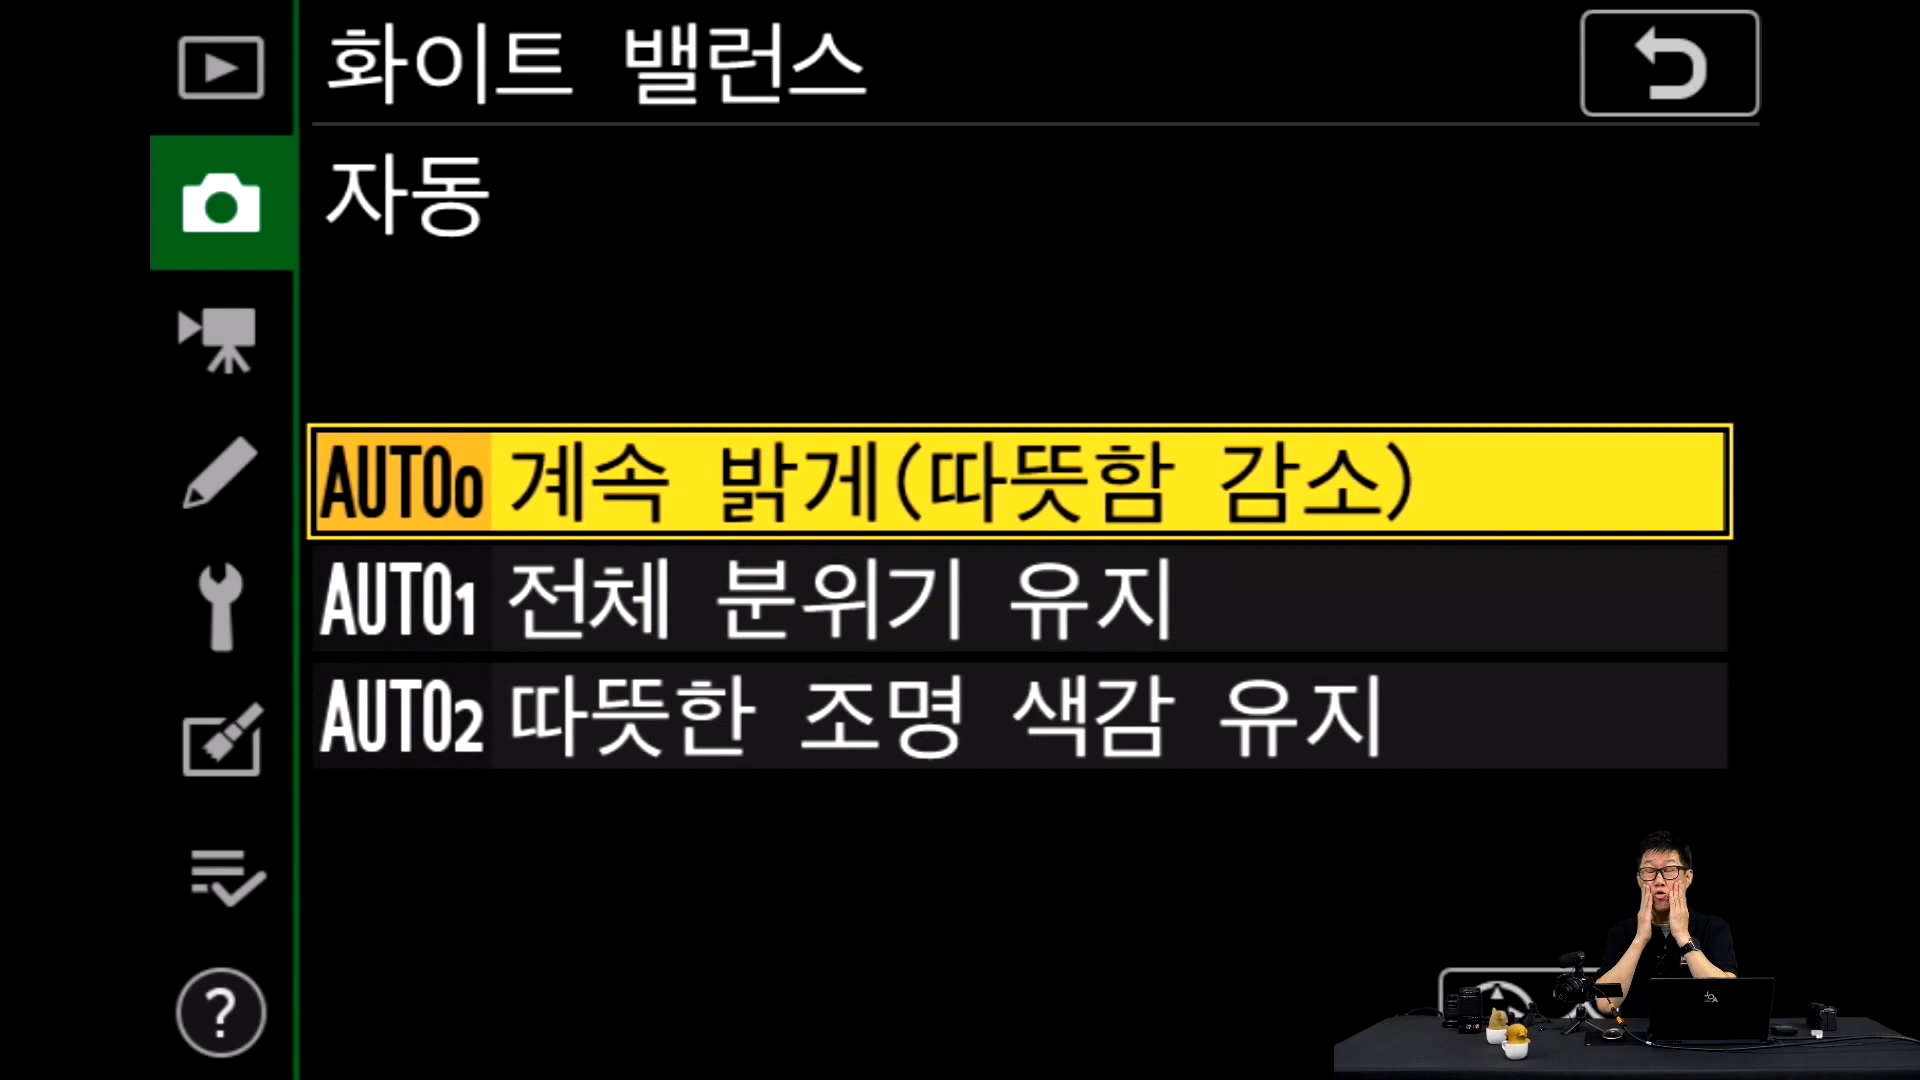 화이트 밸런스
자동
AUTO0 계속 밝게(따뜻함 감소)
AUTO1 전체 분위기 유지
AUTO2 따뜻한 조명 색감 유지
?